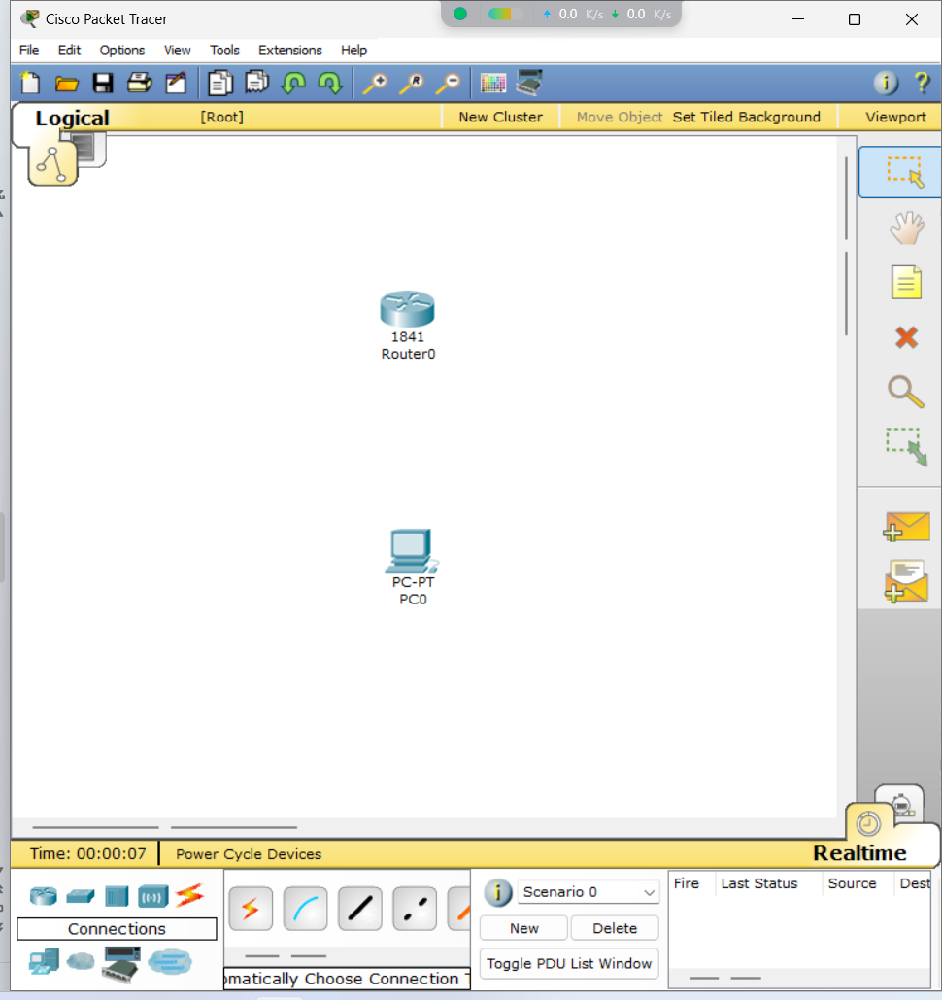 Cisco Packet Tracer
0.0 K/s 0.0 K/s
File Edit Options View Tools Extensions Help
Logical [Root] New Cluster Move Object Set Tiled Background Viewport
1841
Router0
PC-PT
PC0
Time: 00:00:07 Power Cycle Devices
Realtime
Connections
omatically Choose Connection T
Scenario 0
New Delete
Toggle PDU List Window
Fire Last Status Source Dest